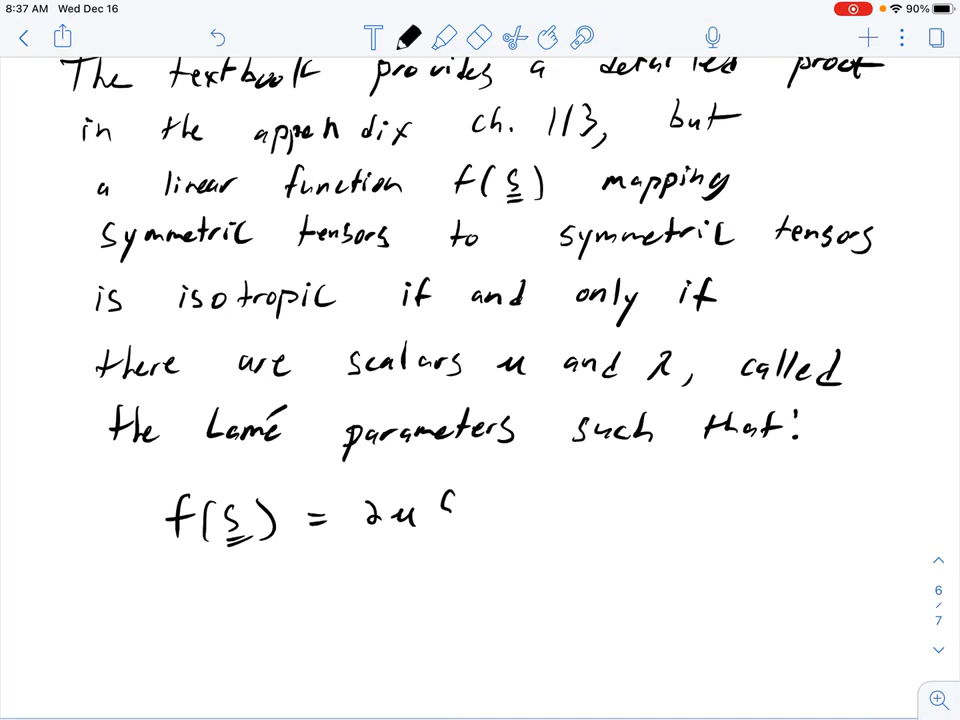 8:37 AM Wed Dec 16
90%
The textbook provides a detailed proof
in the appendix ch. 113, but
a linear function f(S) mapping
symmetric tensors to symmetric tensors
is isotropic if and only if
there are scalars μ and λ, called
the Lamé parameters such that:
f(S) = 2μ S
6
/
7